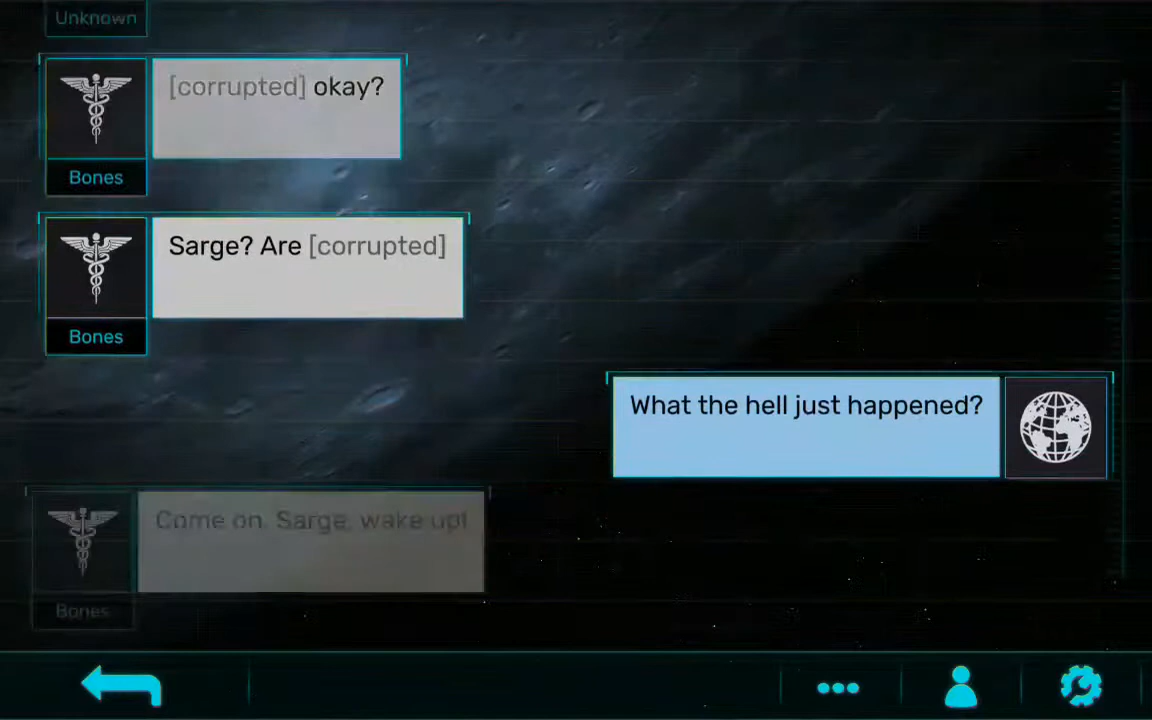 Unknown
[corrupted] okay?
Bones
Sarge? Are [corrupted]
Bones
What the hell just happened?
Come on, Sarge, wake up!
Bones